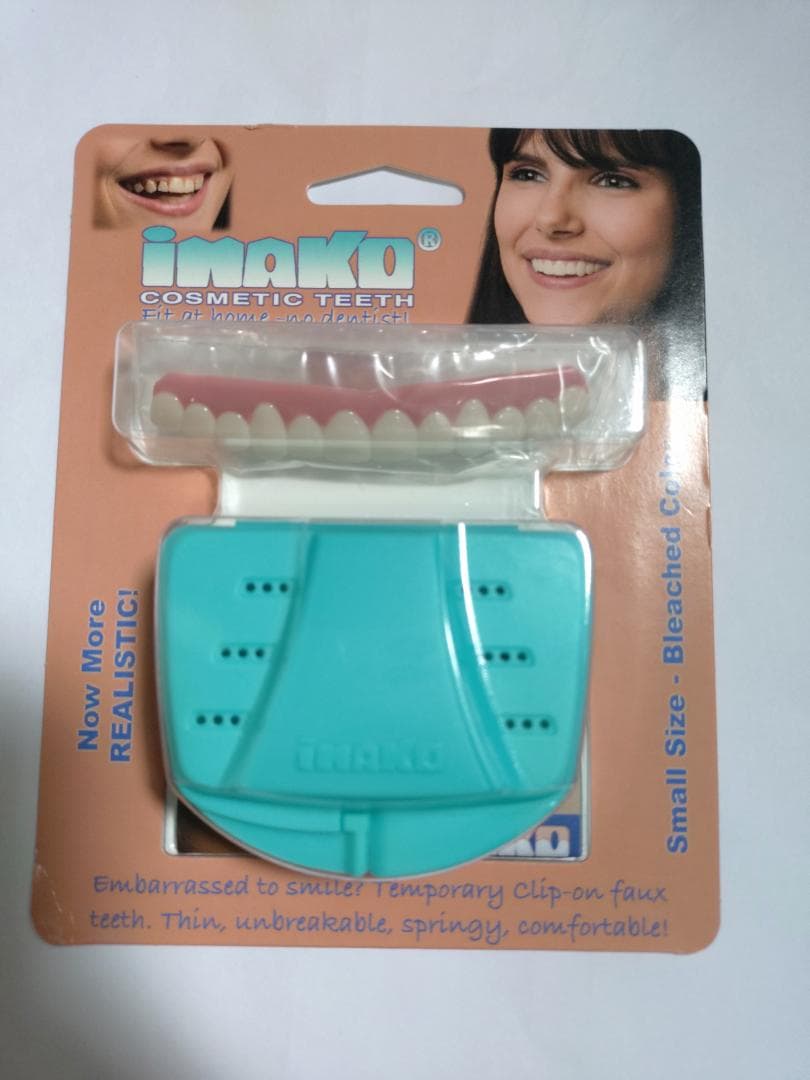 imako®
COSMETIC TEETH
Fit at home - no dentist!
Now More
REALISTIC!
Small Size - Bleached
imako
Embarrassed to smile? Temporary Clip-on faux
teeth. Thin, unbreakable, springy, comfortable!